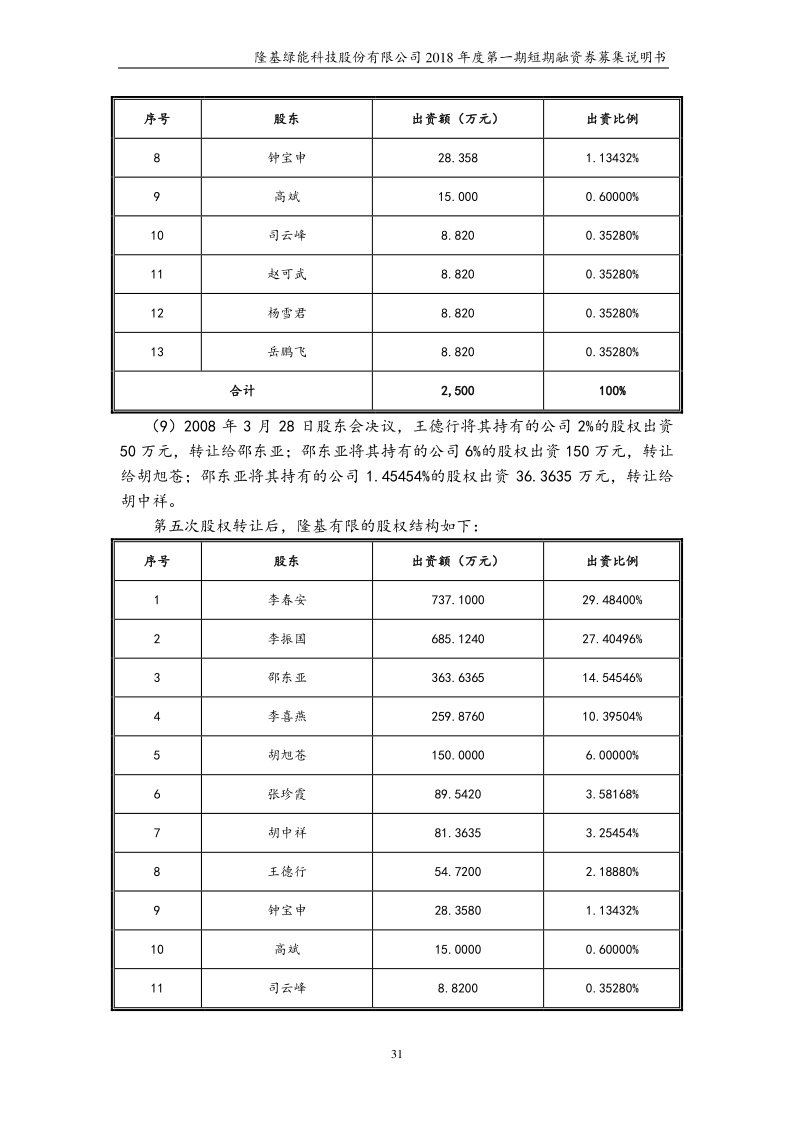 隆基绿能科技股份有限公司 2018 年度第一期短期融资券募集说明书
序号 股东 出资额（万元） 出资比例
8 钟宝申 28.358 1.13432%
9 高斌 15.000 0.60000%
10 司云峰 8.820 0.35280%
11 赵可武 8.820 0.35280%
12 杨雪君 8.820 0.35280%
13 岳鹏飞 8.820 0.35280%
合计 2,500 100%
（9）2008 年 3 月 28 日股东会决议，王德行将其持有的公司 2%的股权出资
50 万元，转让给邵东亚；邵东亚将其持有的公司 6%的股权出资 150 万元，转让
给胡旭苍；邵东亚将其持有的公司 1.45454%的股权出资 36.3635 万元，转让给
胡中祥。
第五次股权转让后，隆基有限的股权结构如下：
序号 股东 出资额（万元） 出资比例
1 李春安 737.1000 29.48400%
2 李振国 685.1240 27.40496%
3 邵东亚 363.6365 14.54546%
4 李喜燕 259.8760 10.39504%
5 胡旭苍 150.0000 6.00000%
6 张珍霞 89.5420 3.58168%
7 胡中祥 81.3635 3.25454%
8 王德行 54.7200 2.18880%
9 钟宝申 28.3580 1.13432%
10 高斌 15.0000 0.60000%
11 司云峰 8.8200 0.35280%
31